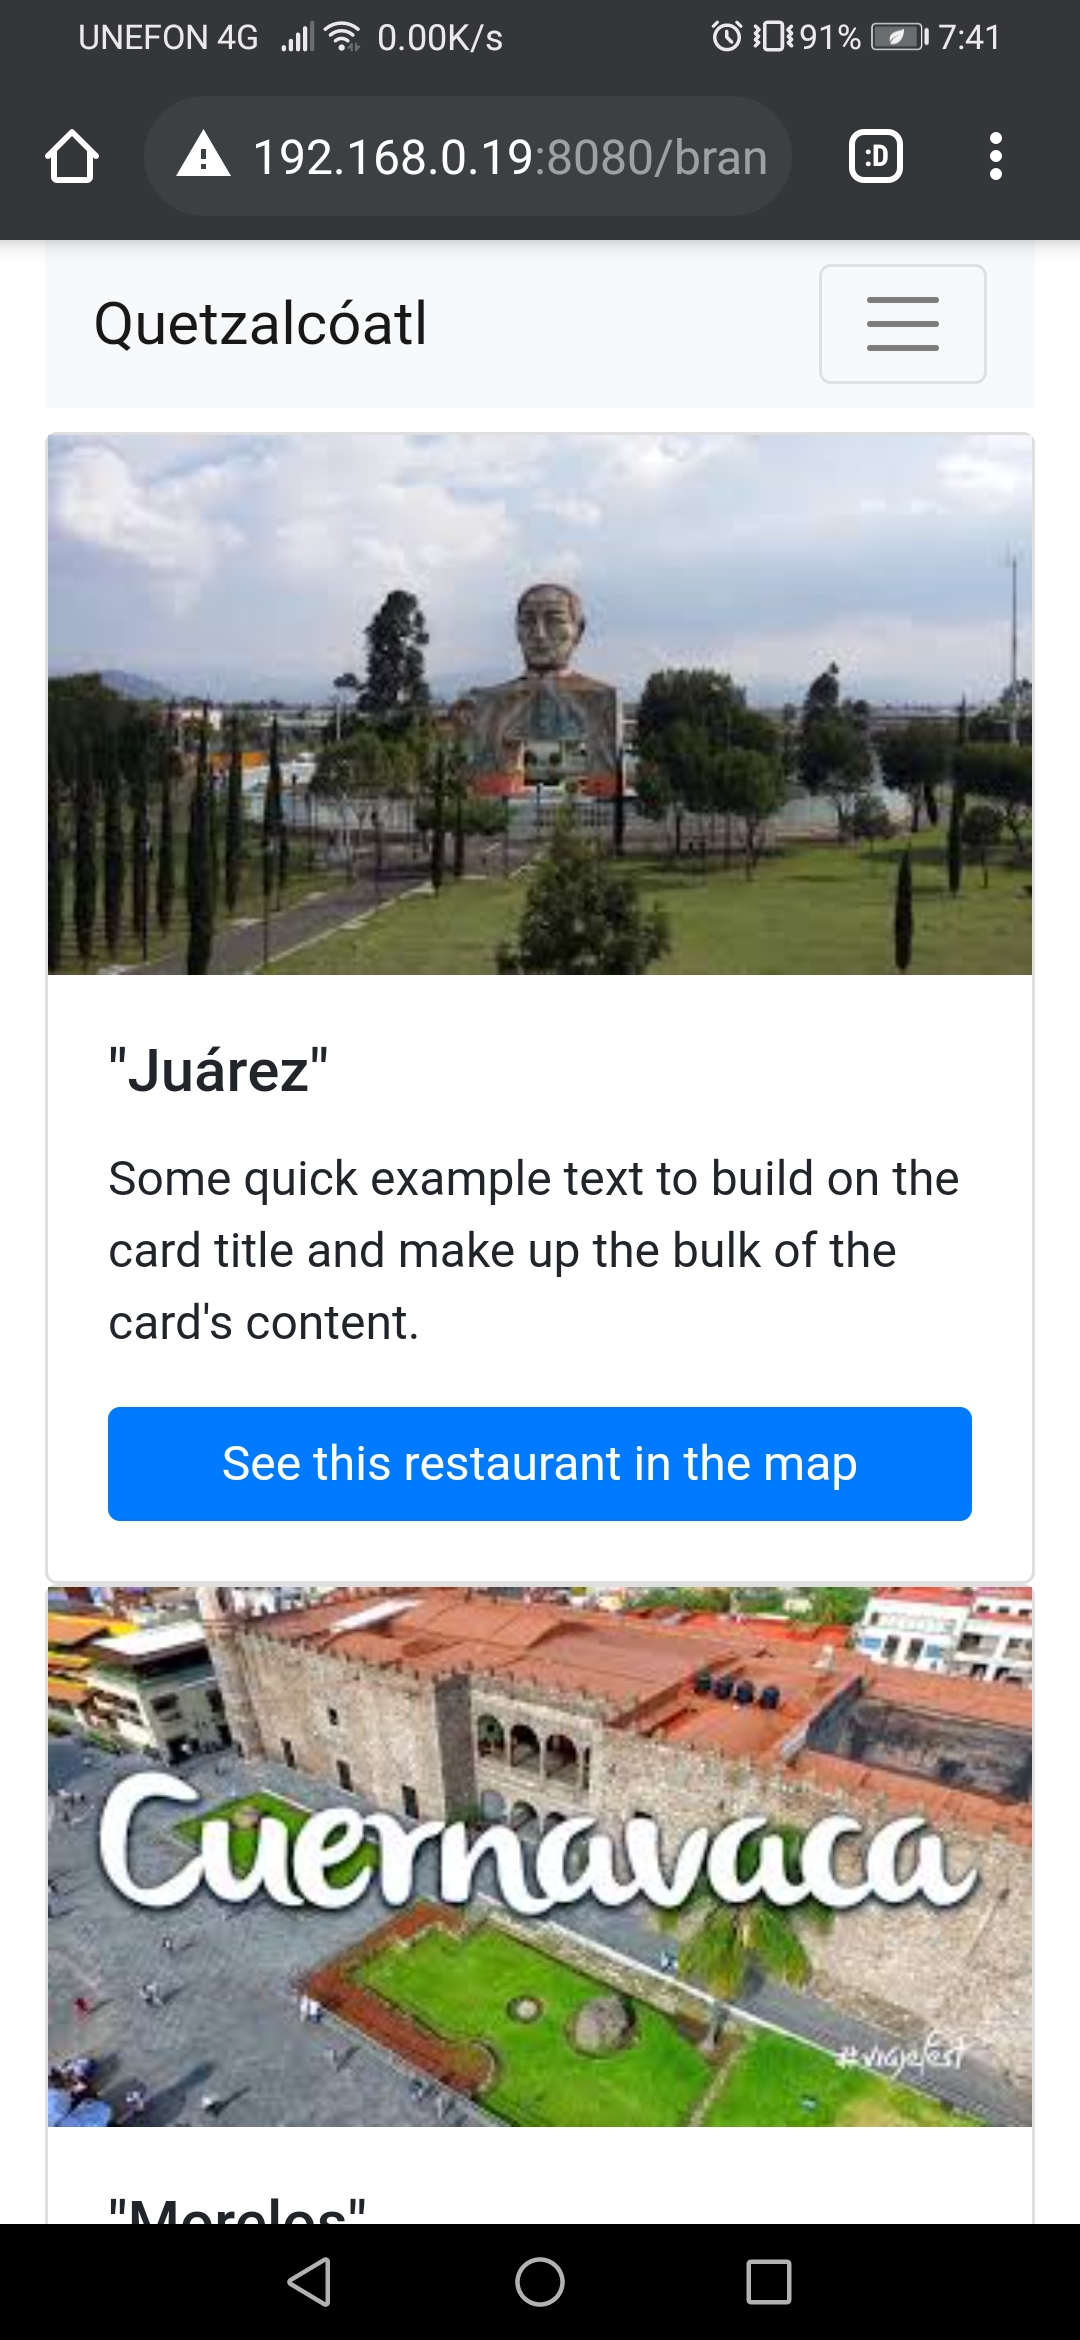 UNEFON 4G 0.00K/s 91% 7:41
192.168.0.19:8080/bran :D
Quetzalcóatl
"Juárez"
Some quick example text to build on the
card title and make up the bulk of the
card's content.
See this restaurant in the map
Cuernavaca
#viajefest
"Morelos"